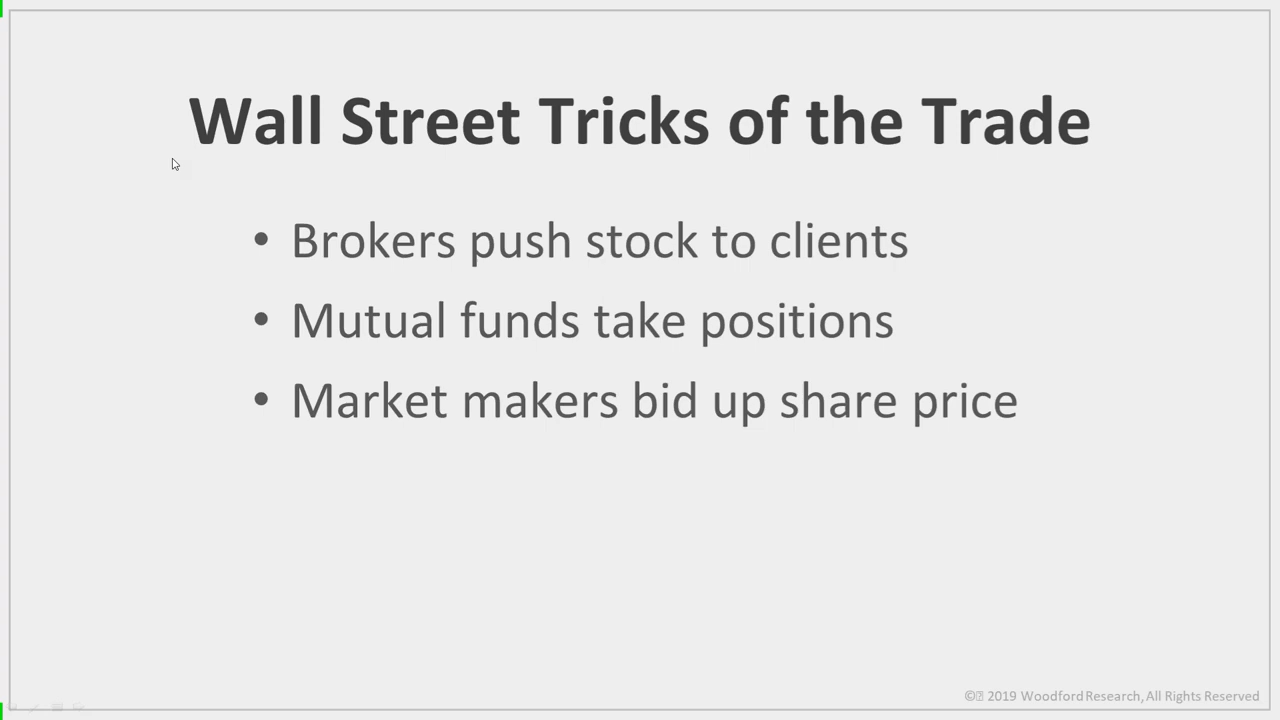 Wall Street Tricks of the Trade
• Brokers push stock to clients
• Mutual funds take positions
• Market makers bid up share price
© 2019 Woodford Research, All Rights Reserved